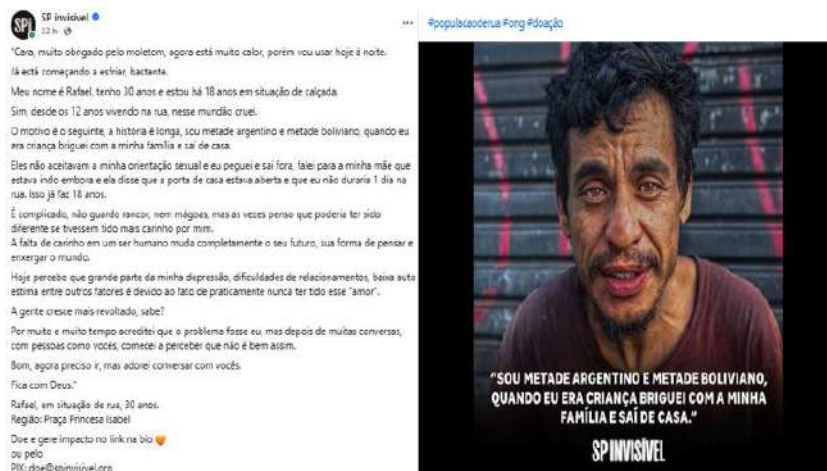 SPi
SP invisível
22 h
"Cara, muito obrigado pelo moletom, agora está muito calor, porém vou usar hoje à noite.
Já está começando a esfriar, bastante.
Meu nome é Rafael, tenho 30 anos e estou há 18 anos em situação de calçada.
Sim, desde os 12 anos vivendo na rua, nesse mundão cruel.
O motivo é o seguinte, a história é longa, sou metade argentino e metade boliviano, quando eu
era criança briguei com a minha família e saí de casa.
Eles não aceitavam a minha orientação sexual e eu peguei e saí fora, falei para a minha mãe que
estava indo embora e ela disse que a porta de casa estava aberta e que eu não duraria 1 dia na
rua. Isso já faz 18 anos.
É complicado, não guardo rancor, nem mágoas, mas as vezes penso que poderia ter sido
diferente se tivessem tido mais carinho por mim.
A falta de carinho em um ser humano muda completamente o seu futuro, sua forma de pensar e
enxergar o mundo.
Hoje percebo que grande parte da minha depressão, dificuldades de relacionamentos, baixa auto
estima entre outros fatores é devido ao fato de praticamente nunca ter tido esse "amor".
A gente cresce mais revoltado, sabe?
Por muito e muito tempo acreditei que o problema fosse eu, mas depois de muitas conversas,
com pessoas como vocês, comecei a perceber que não é bem assim.
Bom, agora preciso ir, mas adorei conversar com vocês.
Fica com Deus."
Rafael, em situação de rua, 30 anos.
Região: Praça Princesa Isabel
Doe e gere impacto no link na bio
ou pelo
PIX: doe@spinvisivel.org
#populacaoderua #ong #doação
"SOU METADE ARGENTINO E METADE BOLIVIANO,
QUANDO EU ERA CRIANÇA BRIGUEI COM A MINHA
FAMÍLIA E SAÍ DE CASA."
SP INVISÍVEL